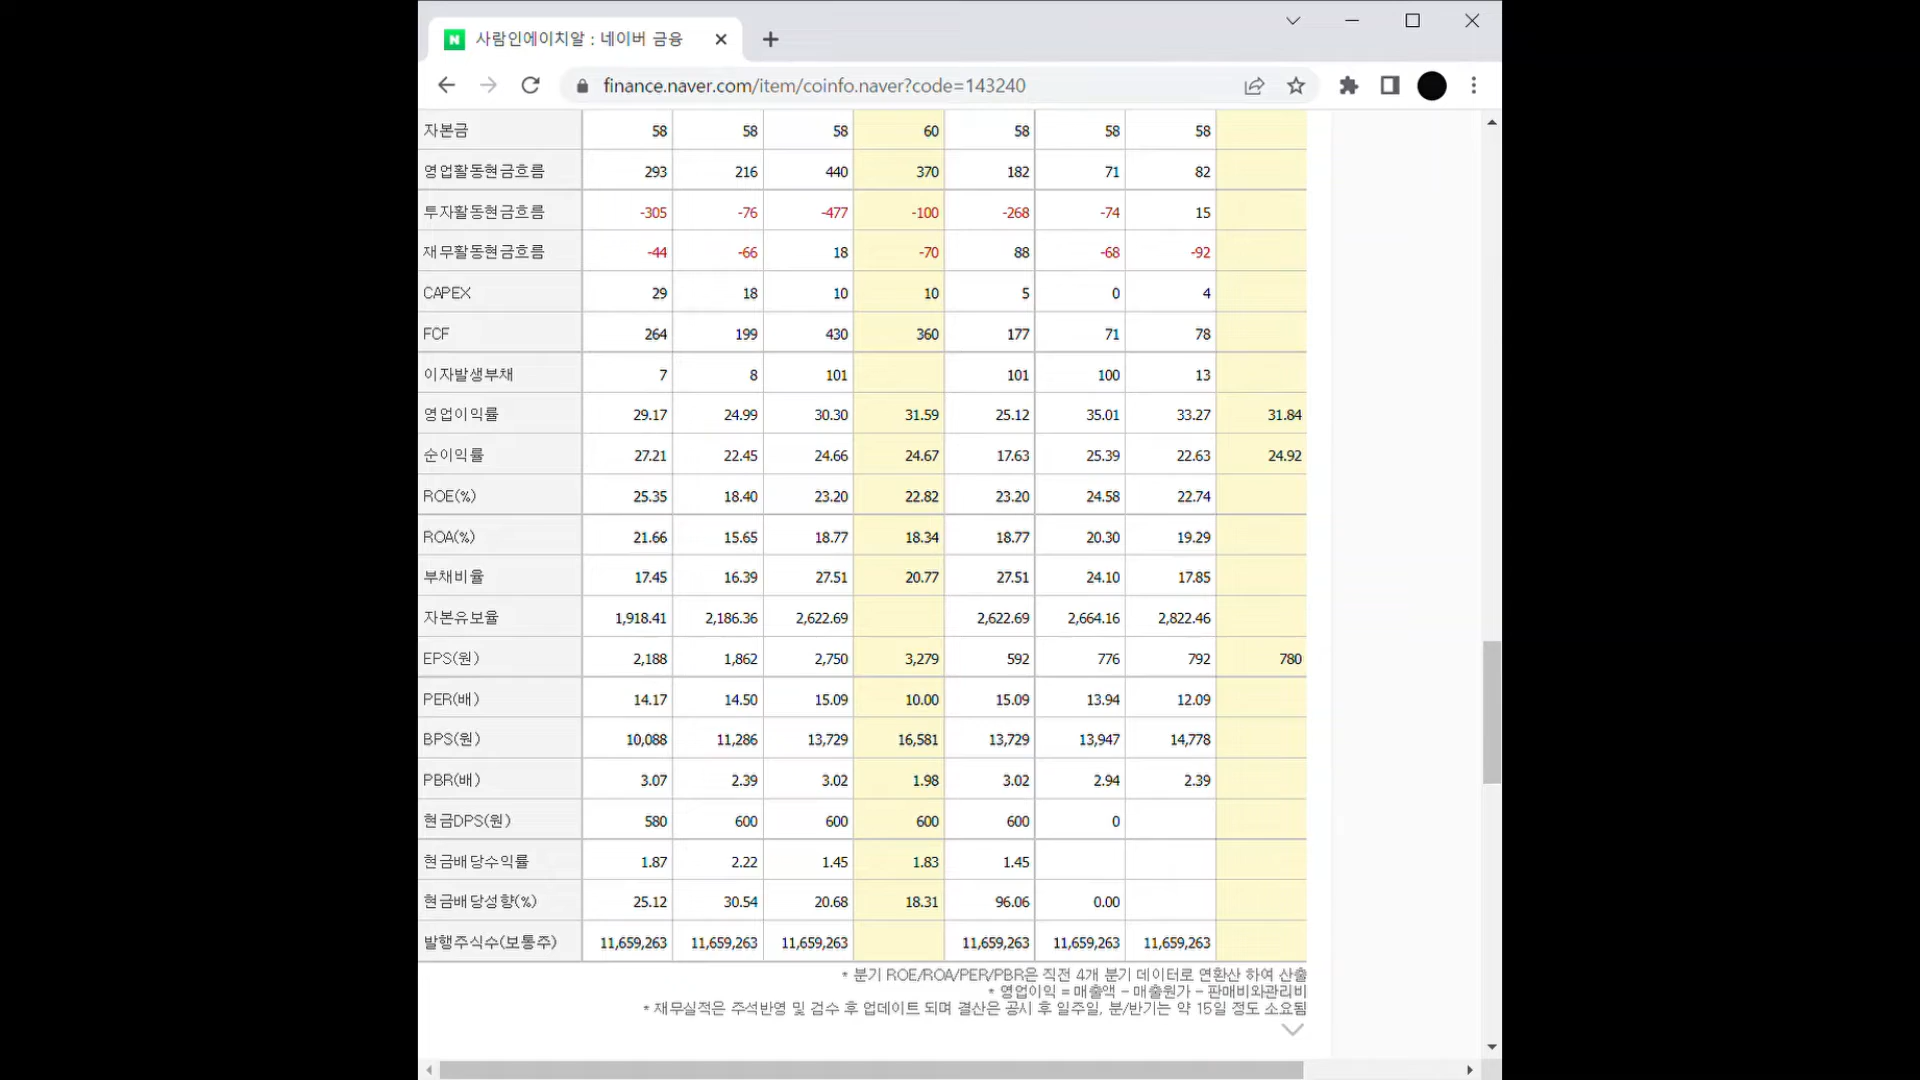 사람인에이치알 : 네이버 금융
finance.naver.com/item/coinfo.naver?code=143240
자본금 58 58 58 60 58 58 58
영업활동현금흐름 293 216 440 370 182 71 82
투자활동현금흐름 -305 -76 -477 -100 -268 -74 15
재무활동현금흐름 -44 -66 18 -70 88 -68 -92
CAPEX 29 18 10 10 5 0 4
FCF 264 199 430 360 177 71 78
이자발생부채 7 8 101 101 100 13
영업이익률 29.17 24.99 30.30 31.59 25.12 35.01 33.27 31.84
순이익률 27.21 22.45 24.66 24.67 17.63 25.39 22.63 24.92
ROE(%) 25.35 18.40 23.20 22.82 23.20 24.58 22.74
ROA(%) 21.66 15.65 18.77 18.34 18.77 20.30 19.29
부채비율 17.45 16.39 27.51 20.77 27.51 24.10 17.85
자본유보율 1,918.41 2,186.36 2,622.69 2,622.69 2,664.16 2,822.46
EPS(원) 2,188 1,862 2,750 3,279 592 776 792 780
PER(배) 14.17 14.50 15.09 10.00 15.09 13.94 12.09
BPS(원) 10,088 11,286 13,729 16,581 13,729 13,947 14,778
PBR(배) 3.07 2.39 3.02 1.98 3.02 2.94 2.39
현금DPS(원) 580 600 600 600 600 0
현금배당수익률 1.87 2.22 1.45 1.83 1.45
현금배당성향(%) 25.12 30.54 20.68 18.31 96.06 0.00
발행주식수(보통주) 11,659,263 11,659,263 11,659,263 11,659,263 11,659,263 11,659,263
* 분기 ROE/ROA/PER/PBR은 직전 4개 분기 데이터로 연환산 하여 산출
* 영업이익 = 매출액 - 매출원가 - 판매비와관리비
* 재무실적은 주석반영 및 검수 후 업데이트 되며 결산은 공시 후 일주일, 분/반기는 약 15일 정도 소요됨